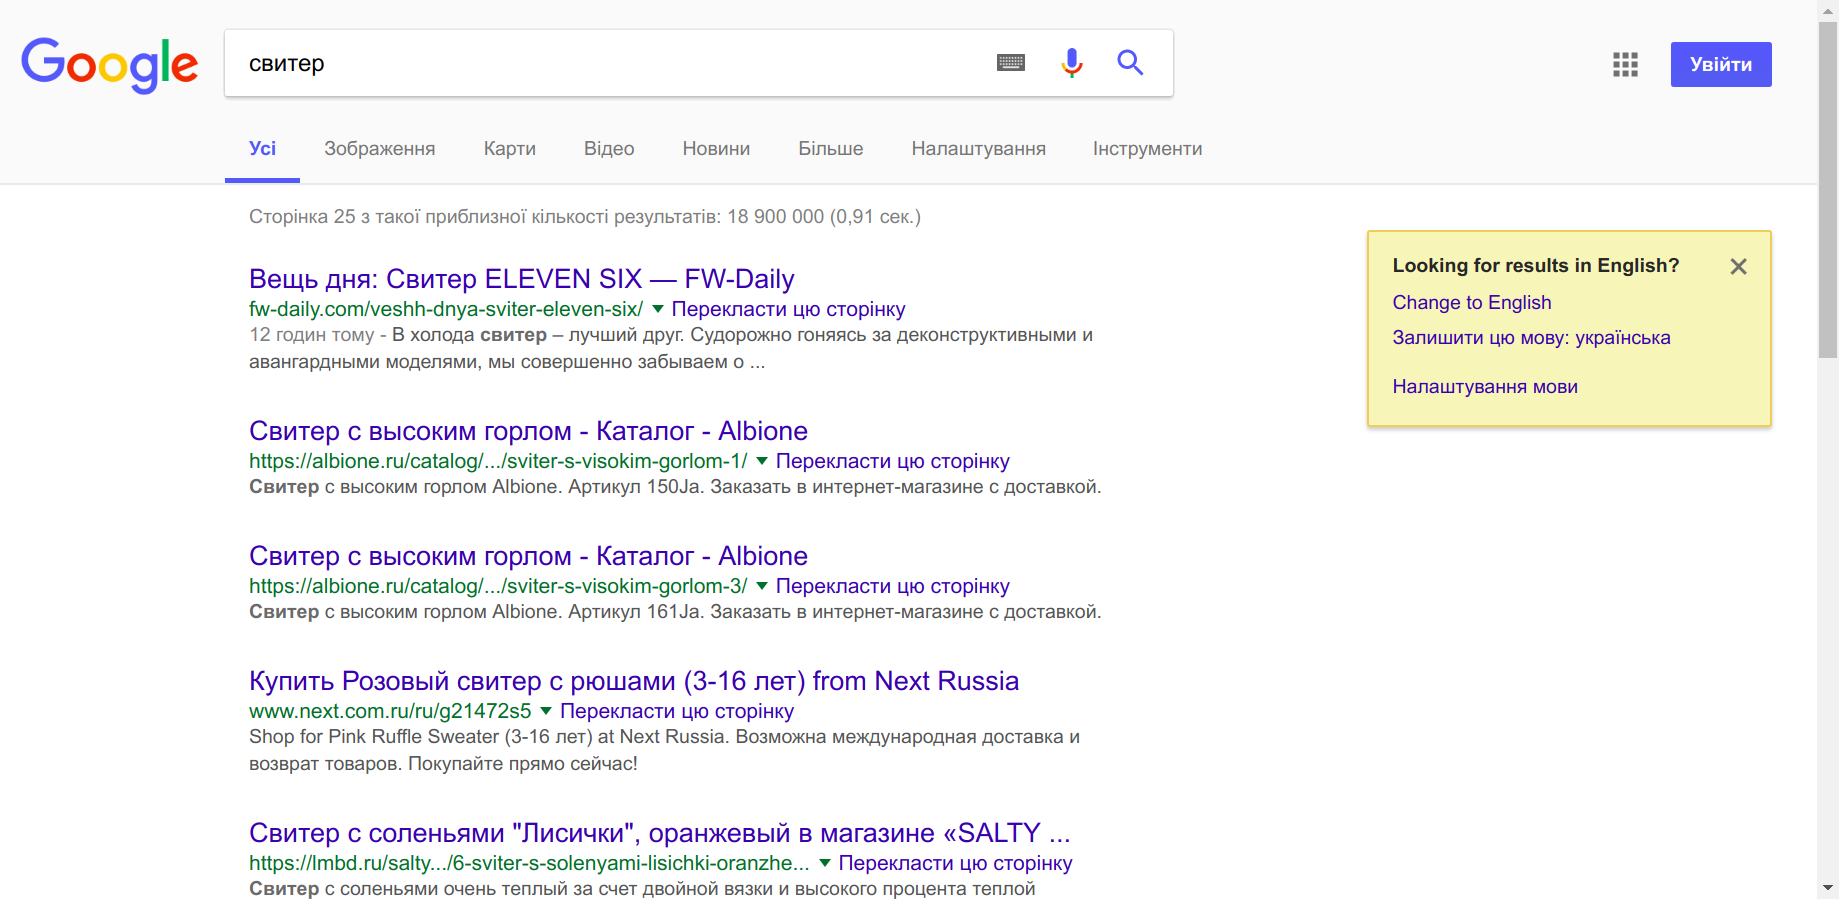 Google
свитер
Увійти
Усі Зображення Карти Відео Новини Більше Налаштування Інструменти
Сторінка 25 з такої приблизної кількості результатів: 18 900 000 (0,91 сек.)
Вещь дня: Свитер ELEVEN SIX — FW-Daily
fw-daily.com/veshh-dnya-sviter-eleven-six/ Перекласти цю сторінку
12 годин тому - В холода свитер – лучший друг. Судорожно гоняясь за деконструктивными и
авангардными моделями, мы совершенно забываем о ...
Свитер с высоким горлом - Каталог - Albione
https://albione.ru/catalog/.../sviter-s-visokim-gorlom-1/ Перекласти цю сторінку
Свитер с высоким горлом Albione. Артикул 150Ja. Заказать в интернет-магазине с доставкой.
Свитер с высоким горлом - Каталог - Albione
https://albione.ru/catalog/.../sviter-s-visokim-gorlom-3/ Перекласти цю сторінку
Свитер с высоким горлом Albione. Артикул 161Ja. Заказать в интернет-магазине с доставкой.
Купить Розовый свитер с рюшами (3-16 лет) from Next Russia
www.next.com.ru/ru/g21472s5 Перекласти цю сторінку
Shop for Pink Ruffle Sweater (3-16 лет) at Next Russia. Возможна международная доставка и
возврат товаров. Покупайте прямо сейчас!
Свитер с соленьями "Лисички", оранжевый в магазине «SALTY ...
https://lmbd.ru/salty.../6-sviter-s-solenyami-lisichki-oranzhe... Перекласти цю сторінку
Свитер с соленьями очень теплый за счет двойной вязки и высокого процента теплой
Looking for results in English?
Change to English
Залишити цю мову: українська
Налаштування мови